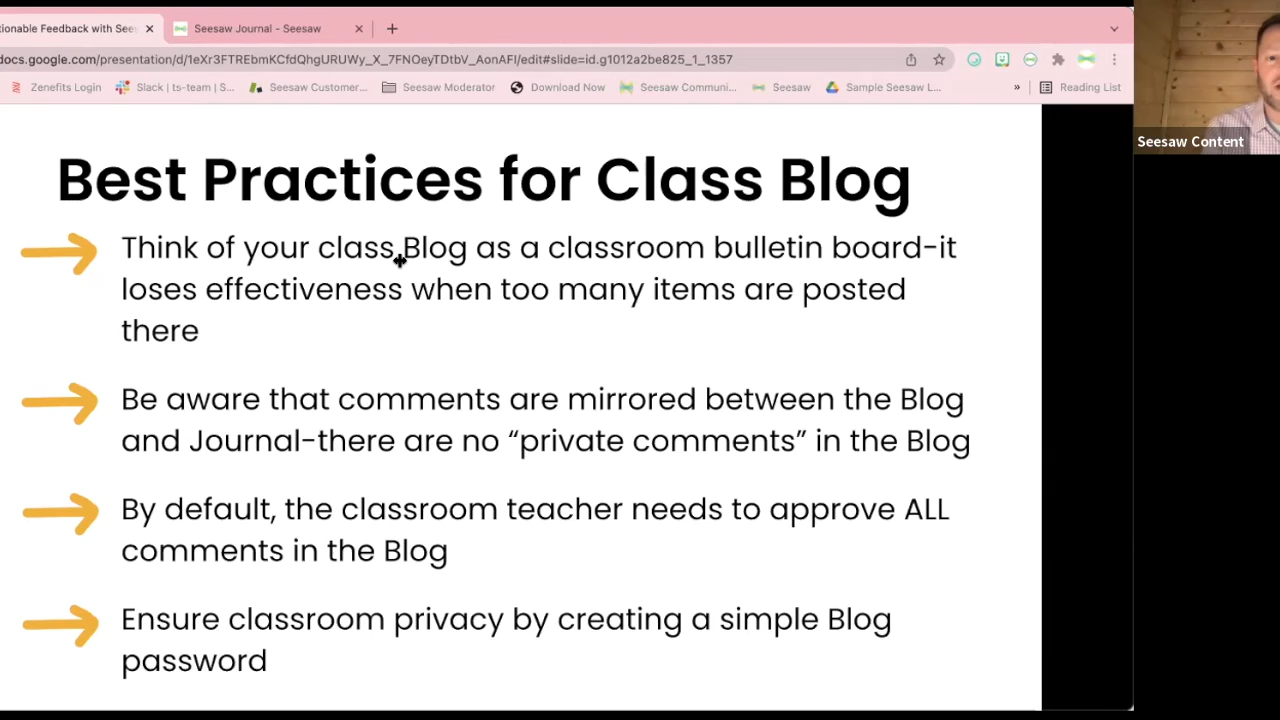 tionable Feedback with See
Seesaw Journal - Seesaw
docs.google.com/presentation/d/1eXr3FTREbmKCfdQhgURUWy_X_7FNOeyTDtbV_AonAFI/edit#slide=id.g1012a2be825_1_1357
Zenefits Login
Slack | ts-team | S...
Seesaw Customer...
Seesaw Moderator
Download Now
Seesaw Communi...
Seesaw
Sample Seesaw L...
»
Reading List
Seesaw Content
Best Practices for Class Blog
Think of your class Blog as a classroom bulletin board-it
loses effectiveness when too many items are posted
there
Be aware that comments are mirrored between the Blog
and Journal-there are no “private comments” in the Blog
By default, the classroom teacher needs to approve ALL
comments in the Blog
Ensure classroom privacy by creating a simple Blog
password